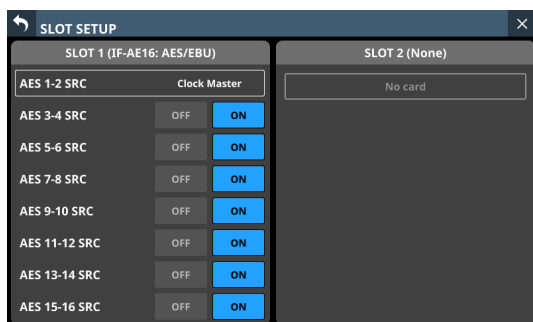 SLOT SETUP
SLOT 1 (IF-AE16: AES/EBU)
AES 1-2 SRC Clock Master
AES 3-4 SRC OFF ON
AES 5-6 SRC OFF ON
AES 7-8 SRC OFF ON
AES 9-10 SRC OFF ON
AES 11-12 SRC OFF ON
AES 13-14 SRC OFF ON
AES 15-16 SRC OFF ON
SLOT 2 (None)
No card